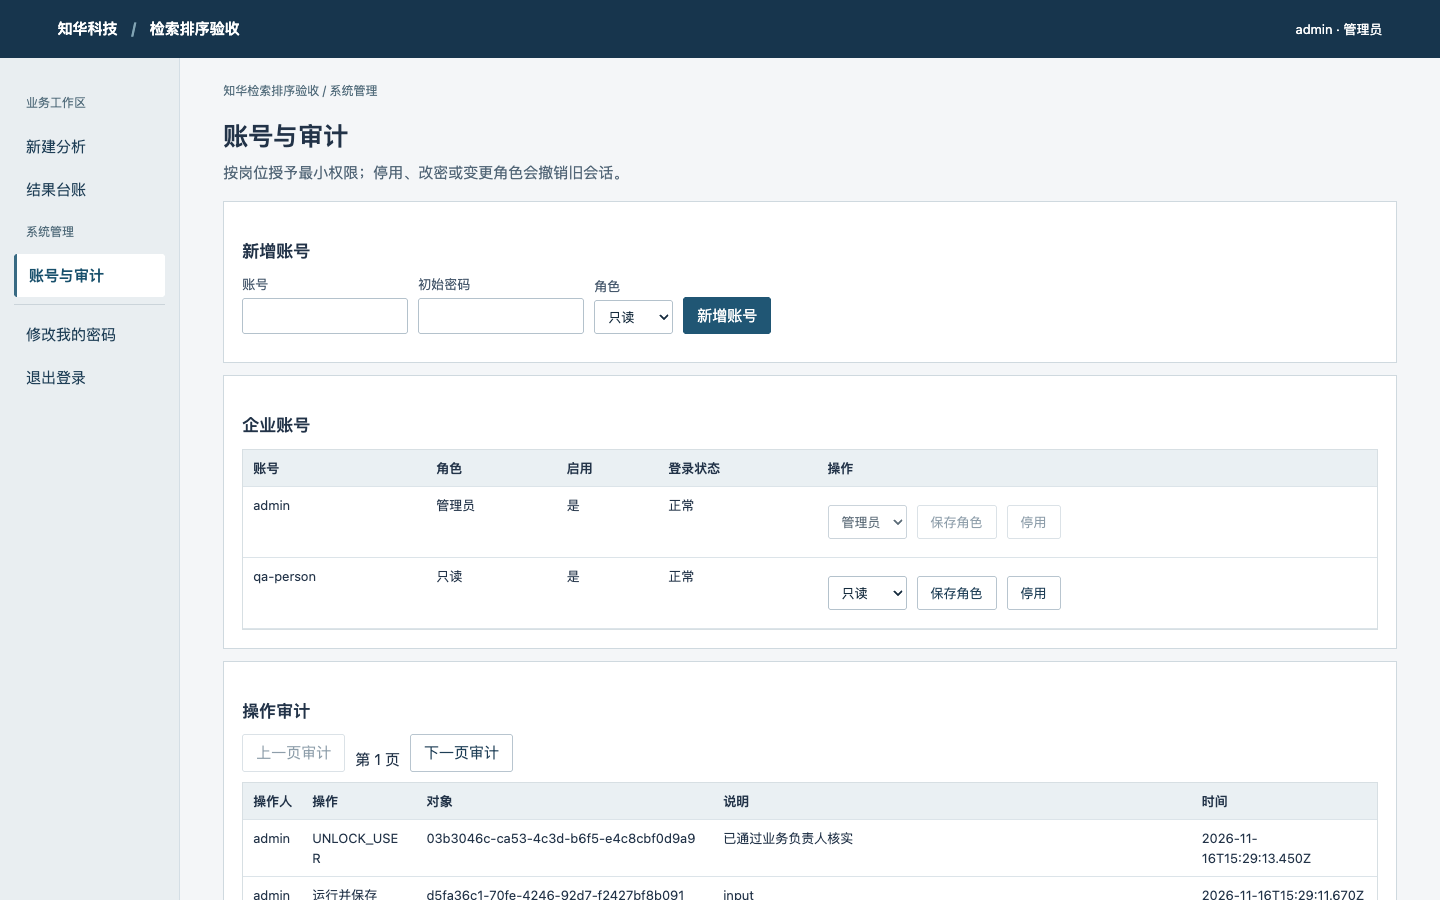 知华科技 / 检索排序验收
admin · 管理员
业务工作区
新建分析
结果台账
系统管理
账号与审计
修改我的密码
退出登录
知华检索排序验收 / 系统管理
账号与审计
按岗位授予最小权限；停用、改密或变更角色会撤销旧会话。
新增账号
账号 初始密码 角色
只读 新增账号
企业账号
账号 角色 启用 登录状态 操作
admin 管理员 是 正常 管理员 保存角色 停用
qa-person 只读 是 正常 只读 保存角色 停用
操作审计
上一页审计 第 1 页 下一页审计
操作人 操作 对象 说明 时间
admin UNLOCK_USE 03b3046c-ca53-4c3d-b6f5-e4c8cbf0d9a9 已通过业务负责人核实 2026-11-
R 16T15:29:13.450Z
admin 运行并保存 d5fa36c1-70fe-4246-92d7-f2427bf8b091 input 2026-11-16T15:29:11.670Z